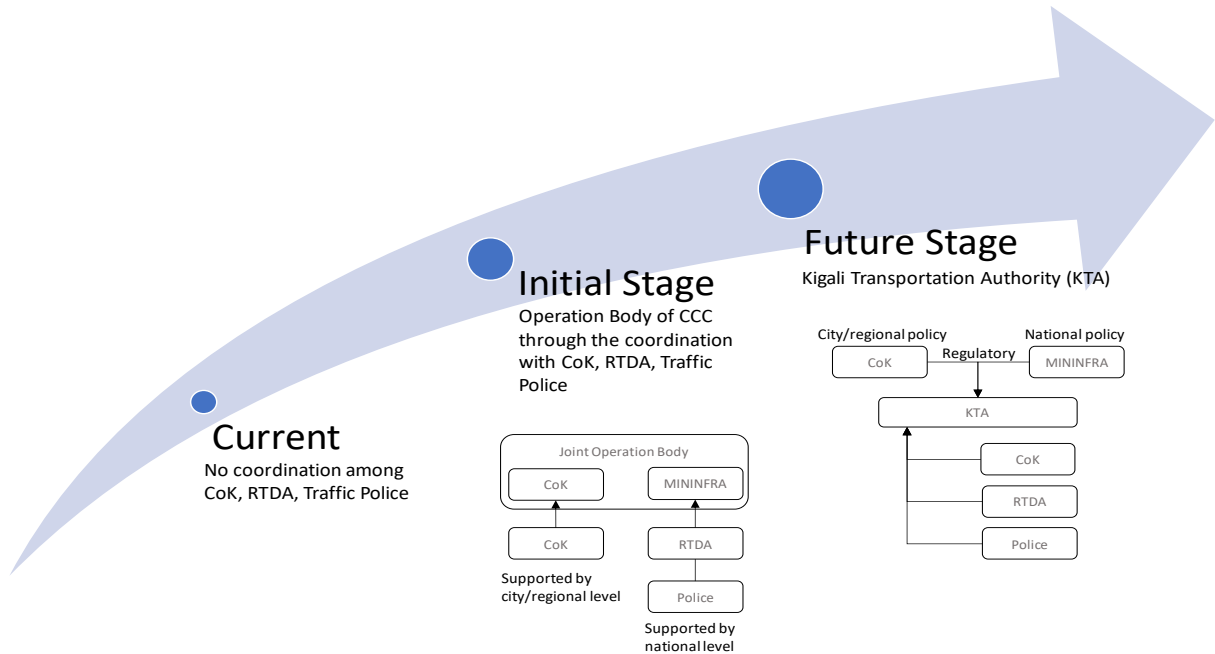 Current
No coordination among
CoK, RTDA, Traffic Police
Initial Stage
Operation Body of CCC
through the coordination
with CoK, RTDA, Traffic
Police
Joint Operation Body
CoK
MININFRA
CoK
RTDA
Supported by
city/regional level
Police
Supported by
national level
Future Stage
Kigali Transportation Authority (KTA)
City/regional policy
National policy
Regulatory
CoK
MININFRA
KTA
CoK
RTDA
Police